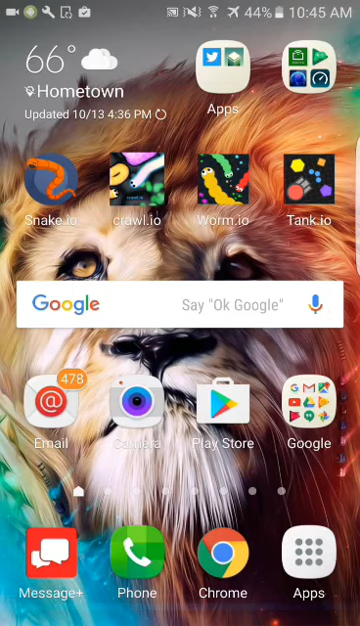 44% 10:45 AM
66°
Hometown
Updated 10/13 4:36 PM
Apps
Snake.io
crawl.io
Worm.io
Tank.io
Google
Say "Ok Google"
478
Email
Camera
Play Store
Google
Message+
Phone
Chrome
Apps